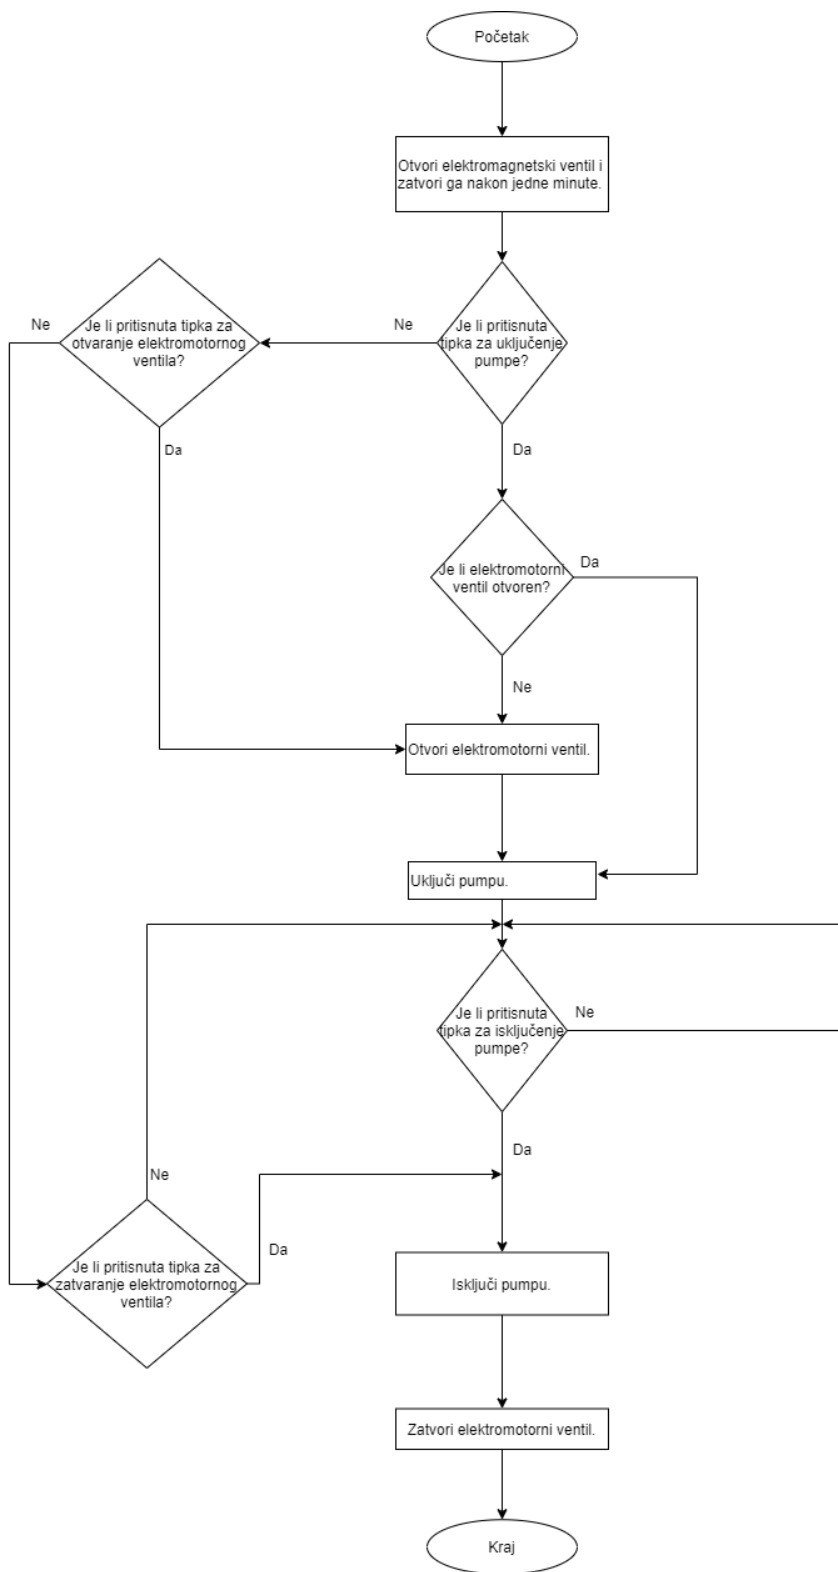 Početak
Otvori elektromagnetski ventil i
zatvori ga nakon jedne minute.
Ne
Je li pritisnuta tipka za
otvaranje elektromotornog
ventila?
Ne
Je li pritisnuta
tipka za uključenje
pumpe?
Da
Da
Je li elektromotorni
ventil otvoren?
Da
Ne
Otvori elektromotorni ventil.
Uključi pumpu.
Je li pritisnuta
tipka za isključenje
pumpe?
Ne
Da
Ne
Je li pritisnuta tipka za
zatvaranje elektromotornog
ventila?
Da
Isključi pumpu.
Zatvori elektromotorni ventil.
Kraj